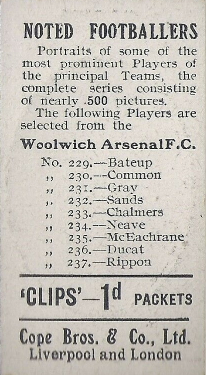 NOTED FOOTBALLERS
Portraits of some of the
most prominent Players of
the principal Teams, the
complete series consisting
of nearly 500 pictures.
The following Players are
selected from the
Woolwich Arsenal F.C.
No. 229.—Bateup
„ 230.—Common
„ 231.—Gray
„ 232.—Sands
„ 233.—Chalmers
„ 234.—Neave
„ 235.—McEachrane
„ 236.—Ducat
„ 237.—Rippon
'CLIPS'—1d PACKETS
Cope Bros. & Co., Ltd.
Liverpool and London